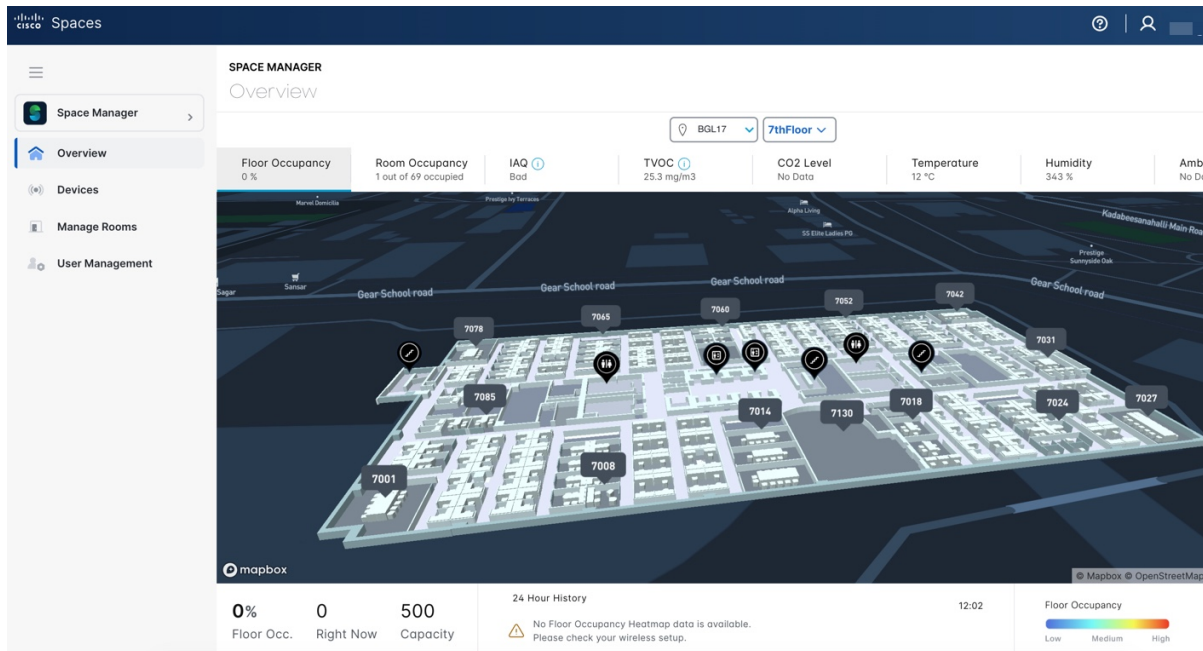 cisco Spaces
Space Manager
Overview
Devices
Manage Rooms
User Management
SPACE MANAGER
Overview
BGL17
7thFloor
Floor Occupancy
0 %
Room Occupancy
1 out of 69 occupied
IAQ
Bad
TVOC
25.3 mg/m3
CO2 Level
No Data
Temperature
12 °C
Humidity
343 %
Amb
No D
Marvel Domicilio
Prestige Ivy Terraces
Alpha Living
SS Elite Ladies PG
Kadabeesanahalli Main Roa
Prestige
Sunnyside Oak
Sagar
Sansar
Gear School road
Gear School road
Gear School road
Gear School road
7078
7065
7060
7052
7042
7031
7085
7014
7130
7018
7024
7027
7001
7008
mapbox
© Mapbox © OpenStreetMap
0%
Floor Occ.
0
Right Now
500
Capacity
24 Hour History
12:02
No Floor Occupancy Heatmap data is available.
Please check your wireless setup.
Floor Occupancy
Low Medium High